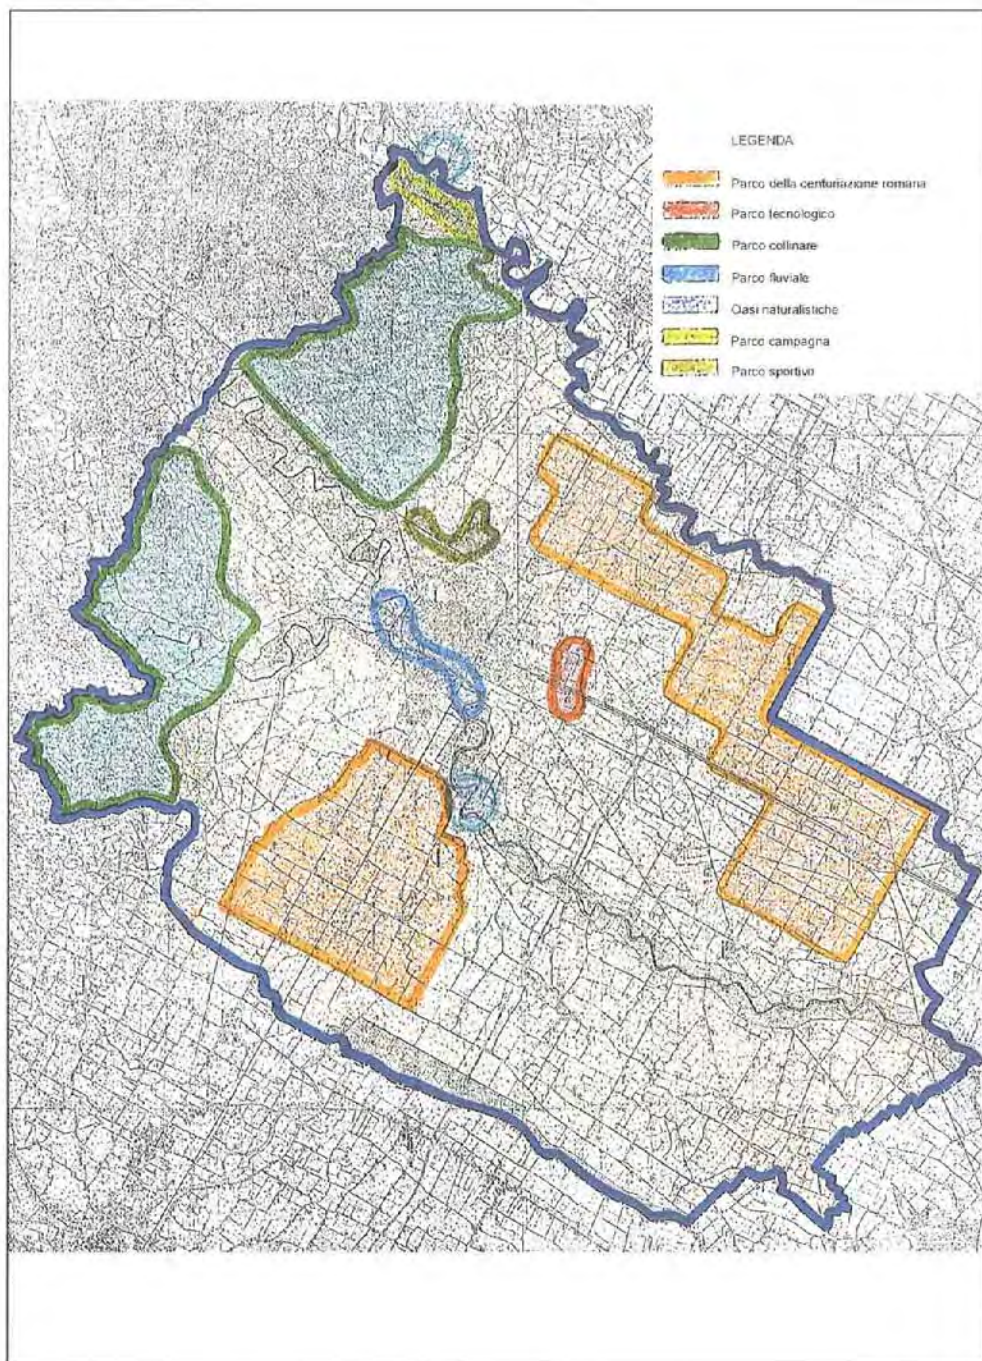 LEGENDA
Parco della centuriazione romana
Parco tecnologico
Parco collinare
Parco fluviale
Oasi naturalistiche
Parco campagna
Parco sportivo